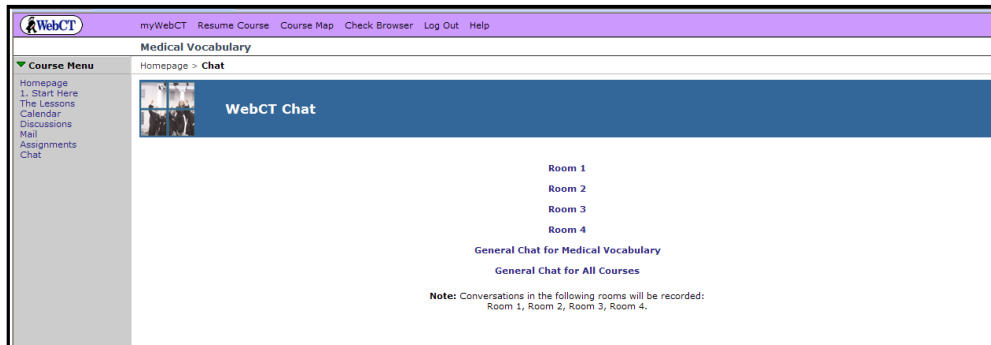 WebCT myWebCT Resume Course Course Map Check Browser Log Out Help
Medical Vocabulary
Course Menu
Homepage > Chat
Homepage
1. Start Here
The Lessons
Calendar
Discussions
Mail
Assignments
Chat
WebCT Chat
Room 1
Room 2
Room 3
Room 4
General Chat for Medical Vocabulary
General Chat for All Courses
Note: Conversations in the following rooms will be recorded:
Room 1, Room 2, Room 3, Room 4.